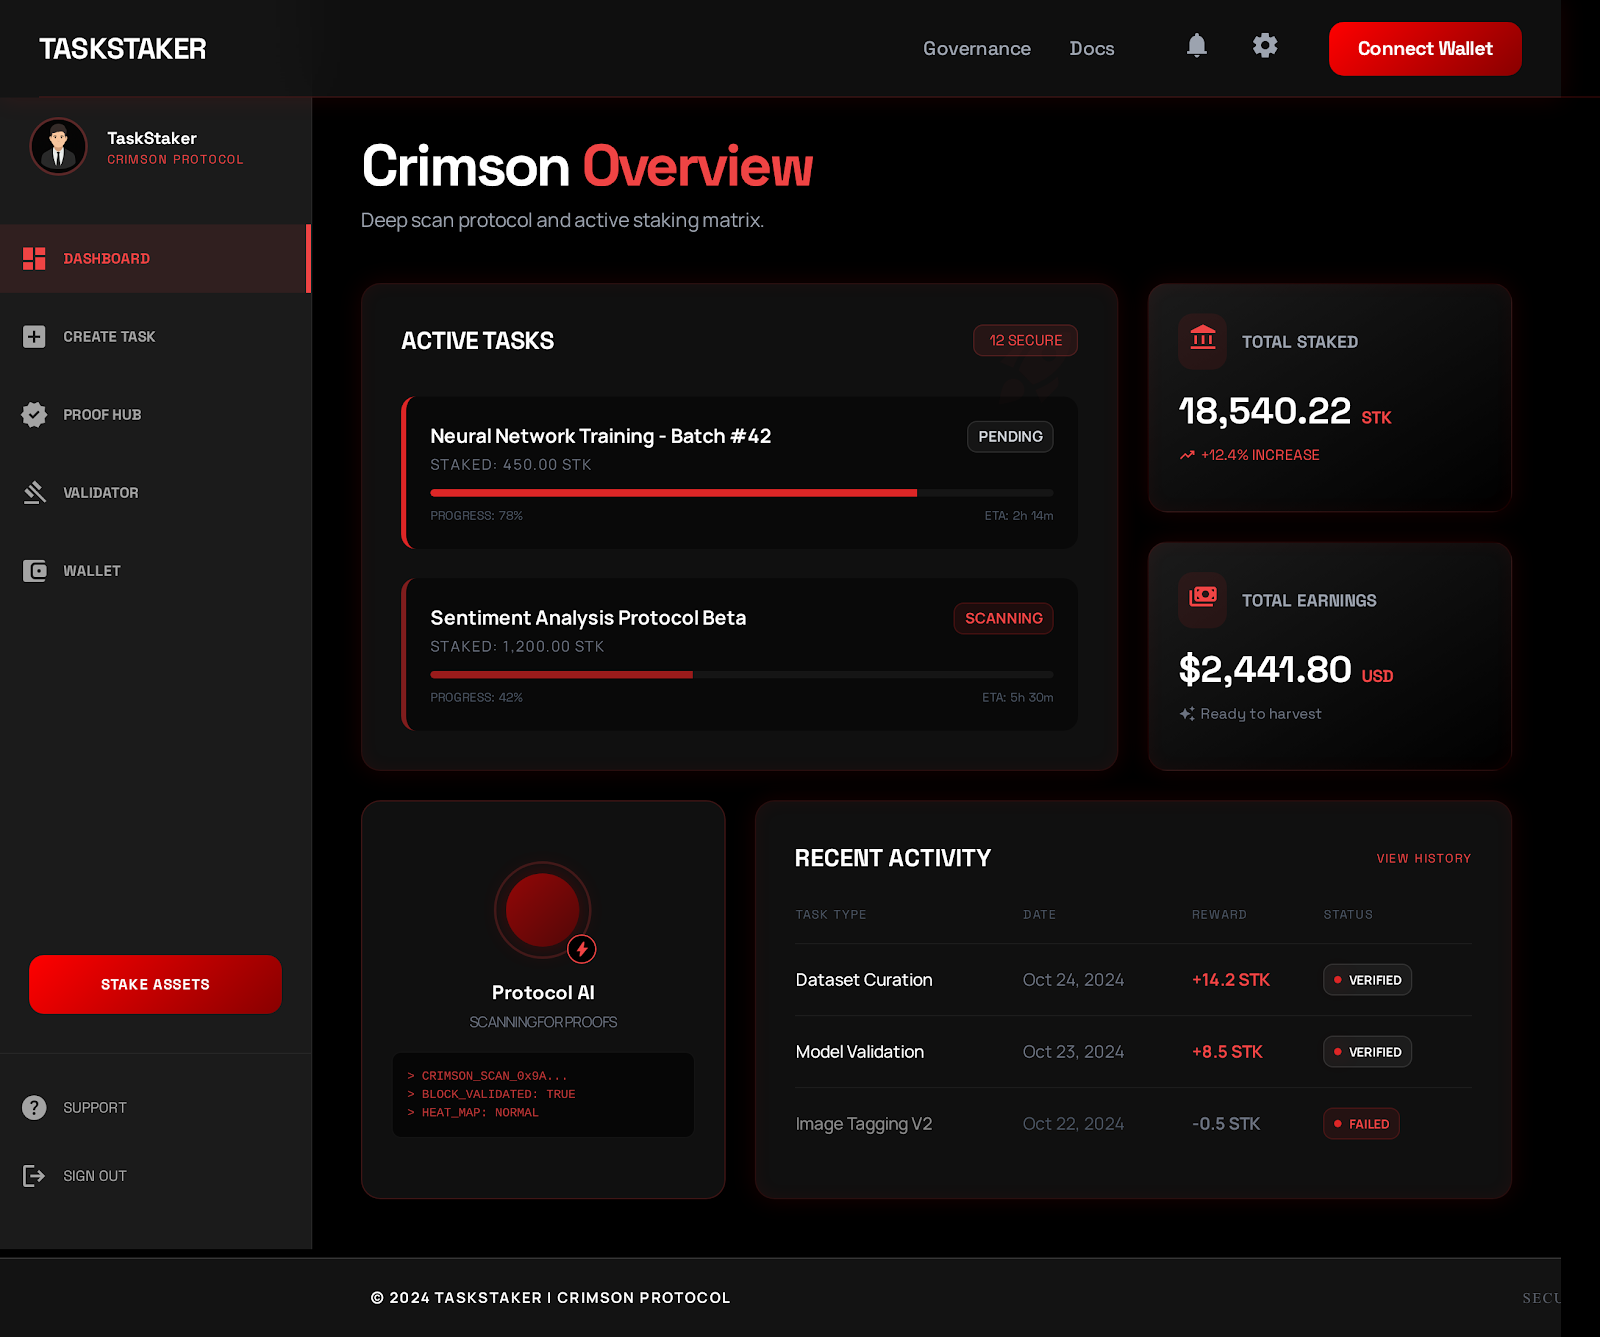 TASKSTAKER
Governance
Docs
Connect Wallet
TaskStaker
CRIMSON PROTOCOL
DASHBOARD
CREATE TASK
PROOF HUB
VALIDATOR
WALLET
STAKE ASSETS
SUPPORT
SIGN OUT
Crimson Overview
Deep scan protocol and active staking matrix.
ACTIVE TASKS
12 SECURE
Neural Network Training - Batch #42
PENDING
STAKED: 450.00 STK
PROGRESS: 78%
ETA: 2h 14m
Sentiment Analysis Protocol Beta
SCANNING
STAKED: 1,200.00 STK
PROGRESS: 42%
ETA: 5h 30m
TOTAL STAKED
18,540.22 STK
+12.4% INCREASE
TOTAL EARNINGS
$2,441.80 USD
Ready to harvest
Protocol AI
SCANNING FOR PROOFS
> CRIMSON_SCAN_0x9A...
> BLOCK_VALIDATED: TRUE
> HEAT_MAP: NORMAL
RECENT ACTIVITY
VIEW HISTORY
TASK TYPE DATE REWARD STATUS
Dataset Curation Oct 24, 2024 +14.2 STK VERIFIED
Model Validation Oct 23, 2024 +8.5 STK VERIFIED
Image Tagging V2 Oct 22, 2024 -0.5 STK FAILED
© 2024 TASKSTAKER | CRIMSON PROTOCOL